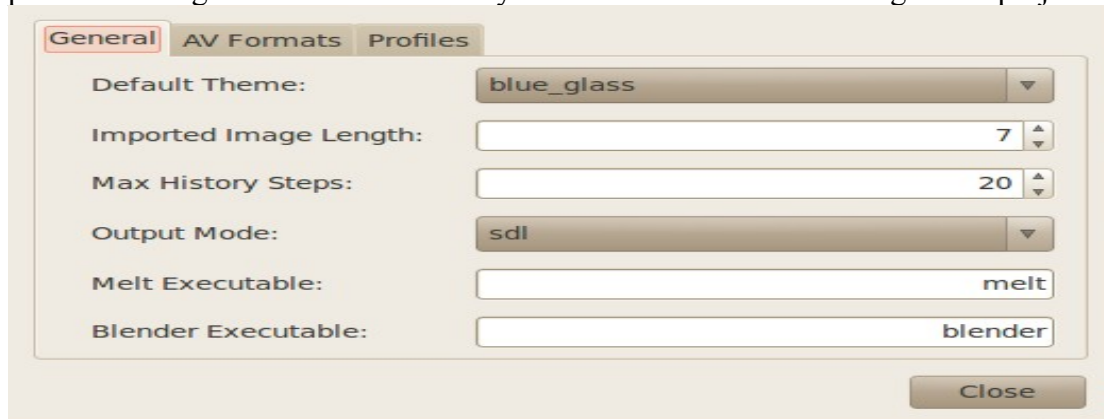 General AV Formats Profiles
Default Theme: blue_glass
Imported Image Length: 7
Max History Steps: 20
Output Mode: sdl
Melt Executable: melt
Blender Executable: blender
Close